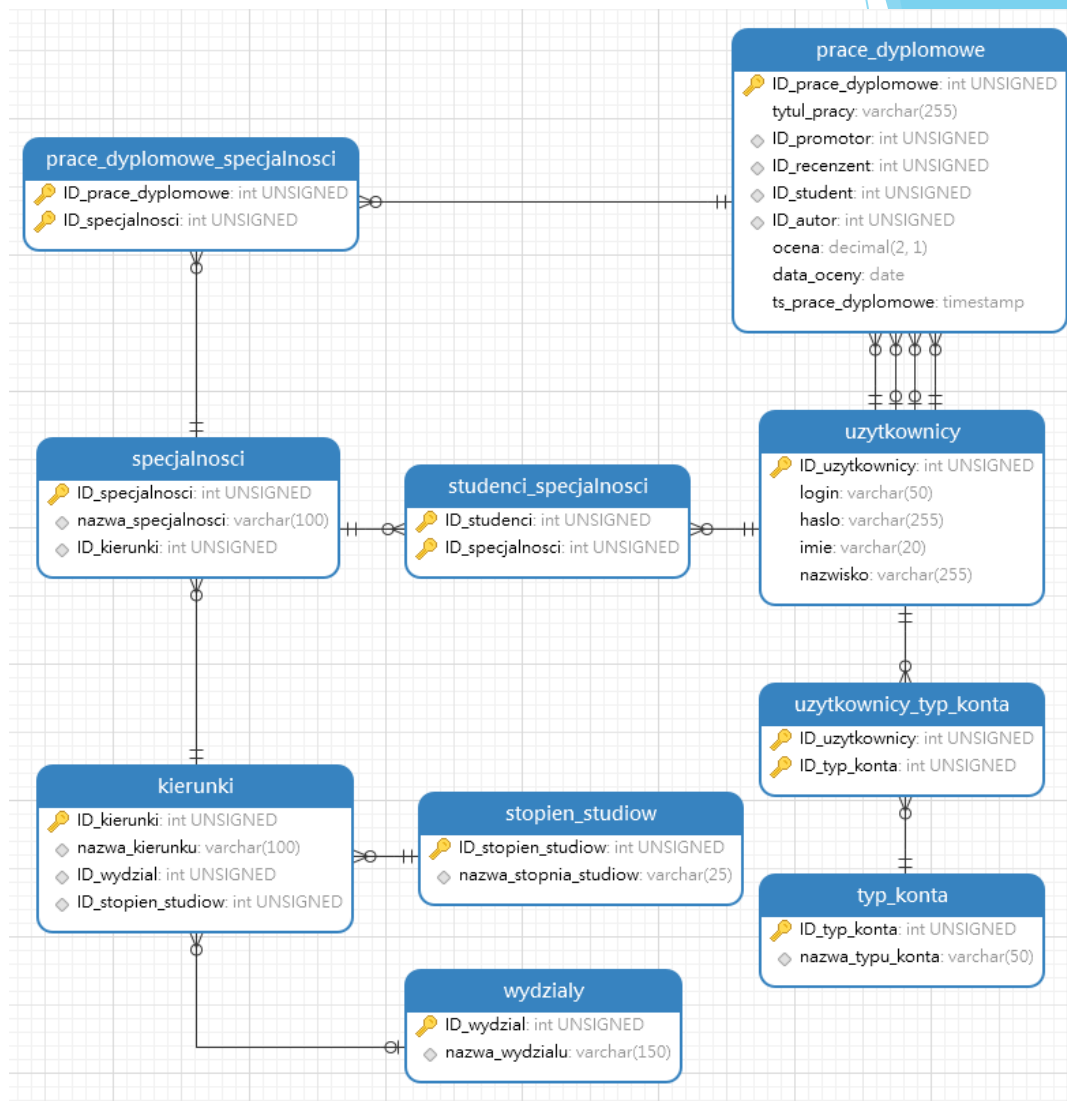 prace_dyplomowe
ID_prace_dyplomowe: int UNSIGNED
tytul_pracy: varchar(255)
ID_promotor: int UNSIGNED
ID_recenzent: int UNSIGNED
ID_student: int UNSIGNED
ID_autor: int UNSIGNED
ocena: decimal(2, 1)
data_oceny: date
ts_prace_dyplomowe: timestamp
prace_dyplomowe_specjalnosci
ID_prace_dyplomowe: int UNSIGNED
ID_specjalnosci: int UNSIGNED
specjalnosci
ID_specjalnosci: int UNSIGNED
nazwa_specjalnosci: varchar(100)
ID_kierunki: int UNSIGNED
studenci_specjalnosci
ID_studenci: int UNSIGNED
ID_specjalnosci: int UNSIGNED
uzytkownicy
ID_uzytkownicy: int UNSIGNED
login: varchar(50)
haslo: varchar(255)
imie: varchar(20)
nazwisko: varchar(255)
uzytkownicy_typ_konta
ID_uzytkownicy: int UNSIGNED
ID_typ_konta: int UNSIGNED
kierunki
ID_kierunki: int UNSIGNED
nazwa_kierunku: varchar(100)
ID_wydzial: int UNSIGNED
ID_stopien_studiow: int UNSIGNED
stopien_studiow
ID_stopien_studiow: int UNSIGNED
nazwa_stopnia_studiow: varchar(25)
typ_konta
ID_typ_konta: int UNSIGNED
nazwa_typu_konta: varchar(50)
wydzialy
ID_wydzial: int UNSIGNED
nazwa_wydzialu: varchar(150)